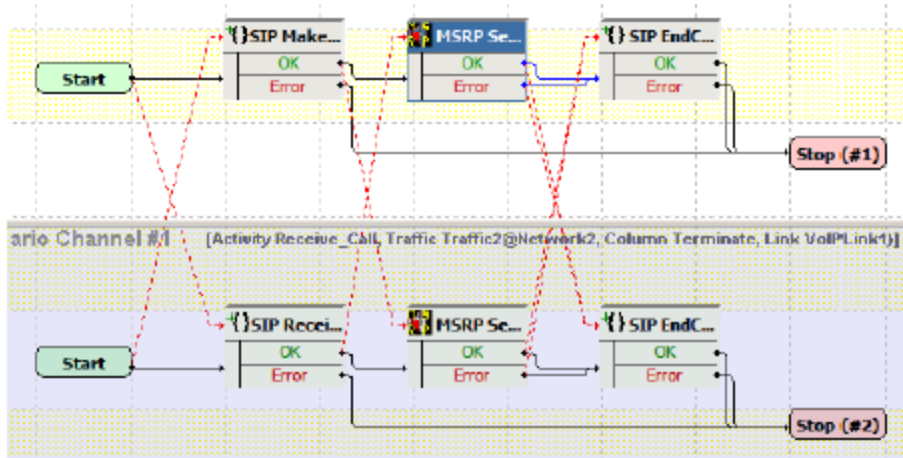 SIP Make... MSRP Se... SIP EndC...
OK OK OK
Start Error Error Error
Stop (#1)
ario Channel #1 [Activity Receive_Call, Traffic Traffic2@Network2, Column Terminate, Link VoIPLink1)]
SIP Recei... MSRP Se... SIP EndC...
OK OK OK
Start Error Error Error
Stop (#2)